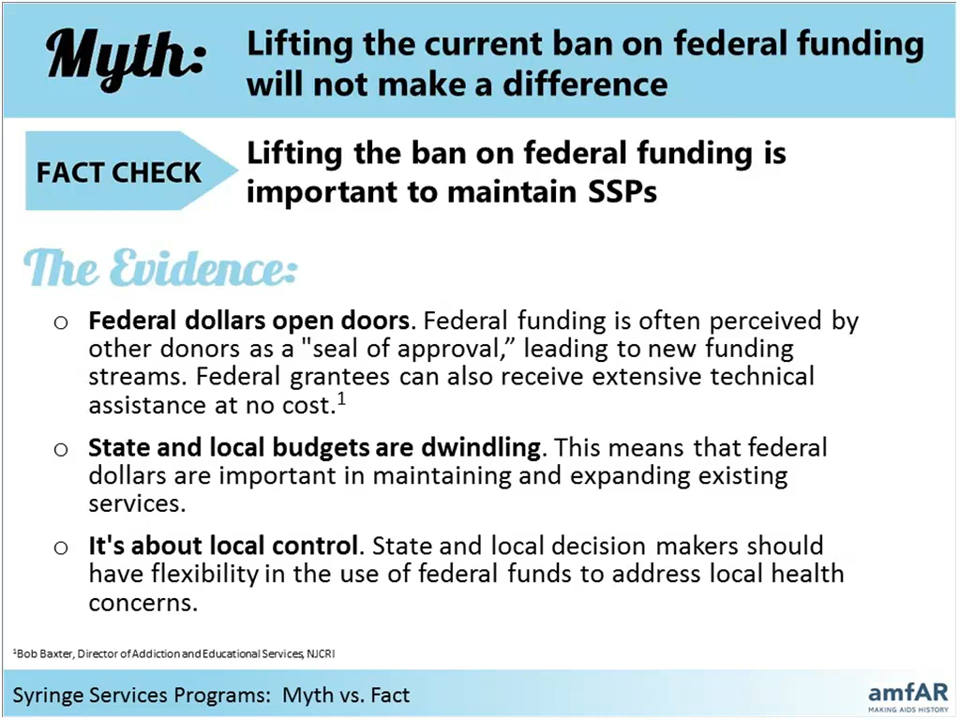 Myth:
Lifting the current ban on federal funding
will not make a difference
FACT CHECK
Lifting the ban on federal funding is
important to maintain SSPs
The Evidence:
o Federal dollars open doors. Federal funding is often perceived by
other donors as a "seal of approval,” leading to new funding
streams. Federal grantees can also receive extensive technical
assistance at no cost.¹
o State and local budgets are dwindling. This means that federal
dollars are important in maintaining and expanding existing
services.
o It's about local control. State and local decision makers should
have flexibility in the use of federal funds to address local health
concerns.
¹Bob Baxter, Director of Addiction and Educational Services, NJCRI
Syringe Services Programs: Myth vs. Fact
amfAR
MAKING AIDS HISTORY